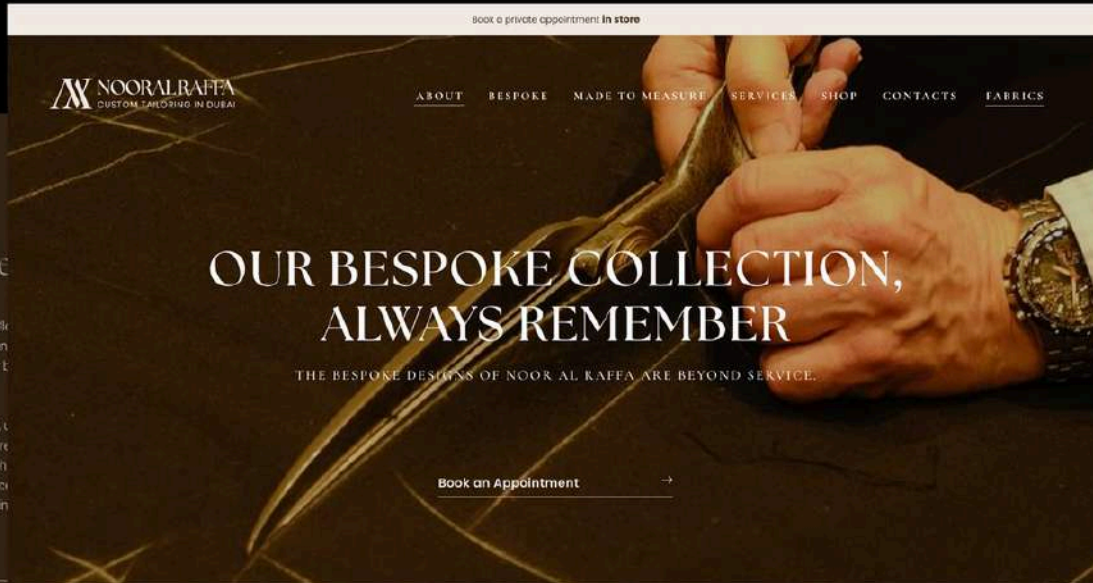 Book a private appointment in store
NOORALRAFFA
CUSTOM TAILORING IN DUBAI
ABOUT BESPOKE MADE TO MEASURE SERVICES SHOP CONTACTS FABRICS
OUR BESPOKE COLLECTION,
ALWAYS REMEMBER
THE BESPOKE DESIGNS OF NOOR AL RAFFA ARE BEYOND SERVICE.
Book an Appointment →